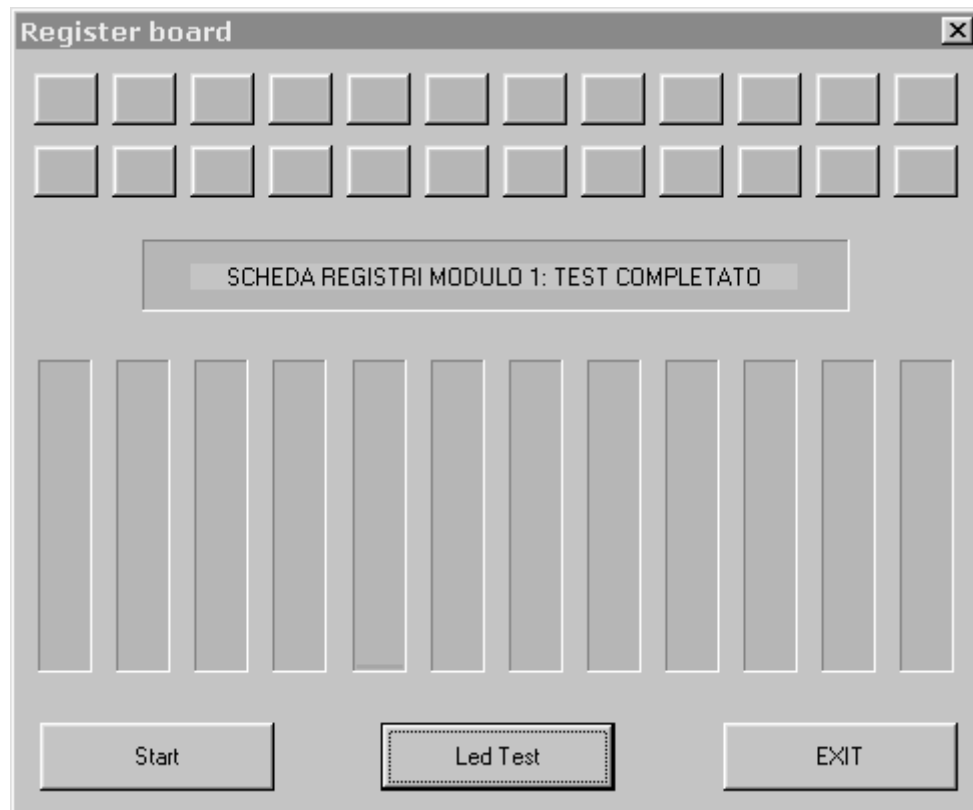 Register board
SCHEDA REGISTRI MODULO 1: TEST COMPLETATO
Start
Led Test
EXIT